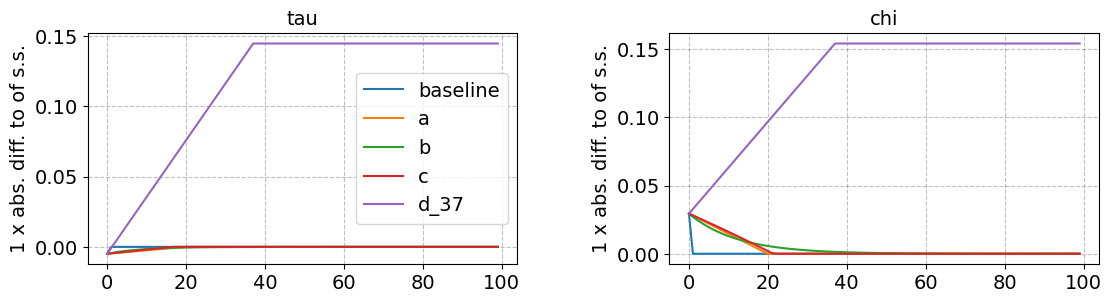 tau
1 x abs. diff. to of s.s.
0.15
0.10
0.05
0.00
0 20 40 60 80 100
baseline
a
b
c
d_37
chi
1 x abs. diff. to of s.s.
0.15
0.10
0.05
0.00
0 20 40 60 80 100